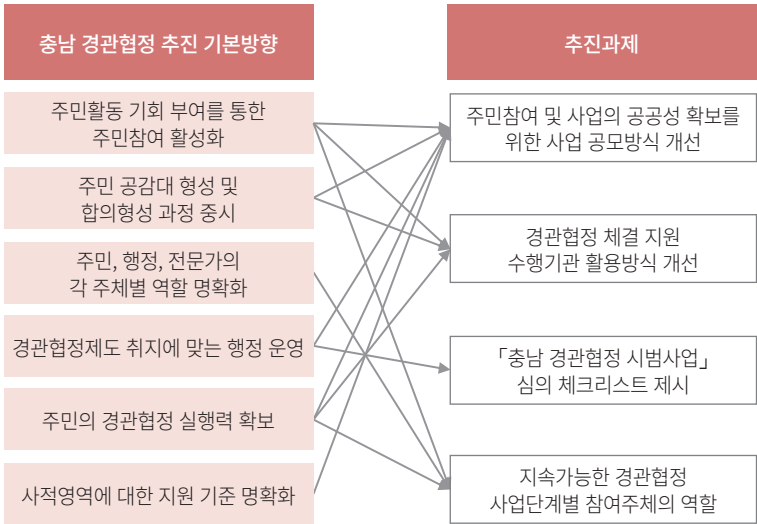 충남 경관협정 추진 기본방향
추진과제
주민활동 기회 부여를 통한
주민참여 활성화
주민 공감대 형성 및
합의형성 과정 중시
주민, 행정, 전문가의
각 주체별 역할 명확화
경관협정제도 취지에 맞는 행정 운영
주민의 경관협정 실행력 확보
사적영역에 대한 지원 기준 명확화
주민참여 및 사업의 공공성 확보를
위한 사업 공모방식 개선
경관협정 체결 지원
수행기관 활용방식 개선
「충남 경관협정 시범사업」
심의 체크리스트 제시
지속가능한 경관협정
사업단계별 참여주체의 역할